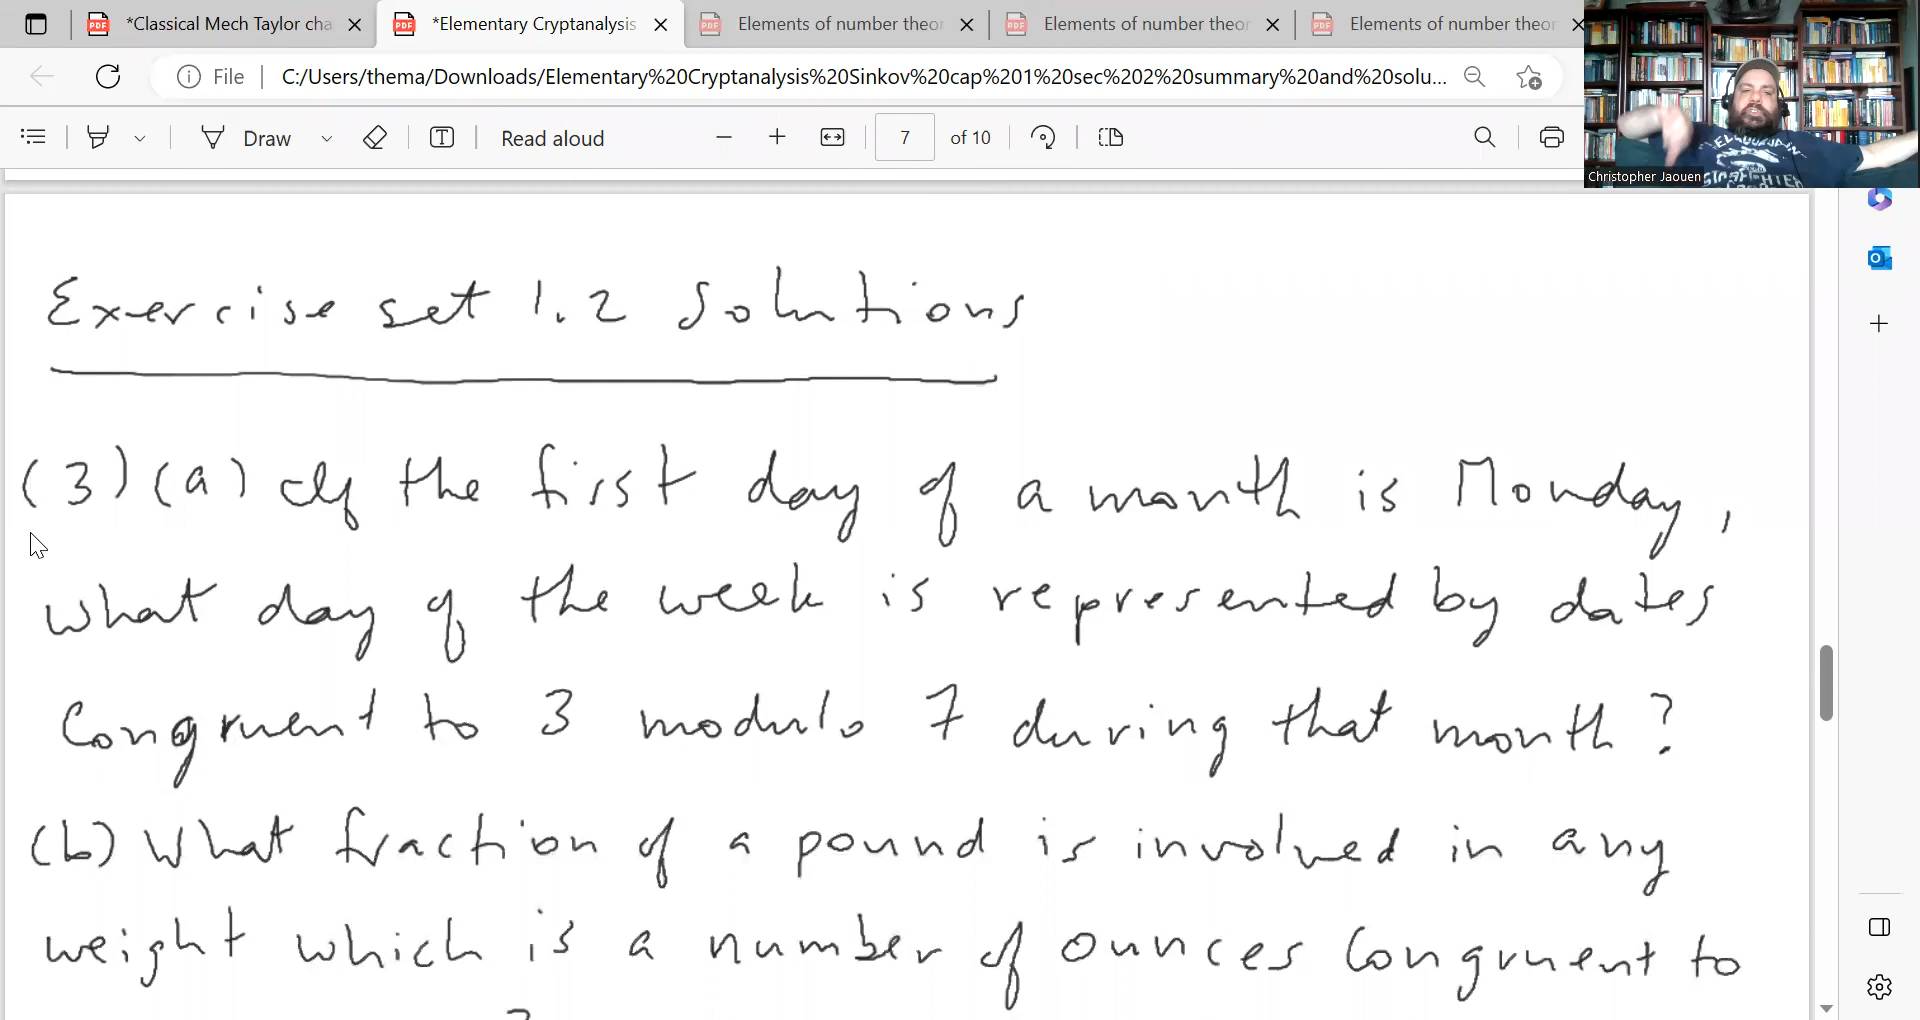 *Classical Mech Taylor cha
*Elementary Cryptanalysis
Elements of number theor
Elements of number theor
Elements of number theor
File
C:/Users/thema/Downloads/Elementary%20Cryptanalysis%20Sinkov%20cap%201%20sec%202%20summary%20and%20solu...
Draw
Read aloud
7 of 10
Christopher Jaouen
Exercise set 1.2 Solutions
(3)(a) If the first day of a month is Monday,
what day of the week is represented by dates
Congruent to 3 modulo 7 during that month?
(b) What fraction of a pound is involved in any
weight which is a number of ounces Congruent to